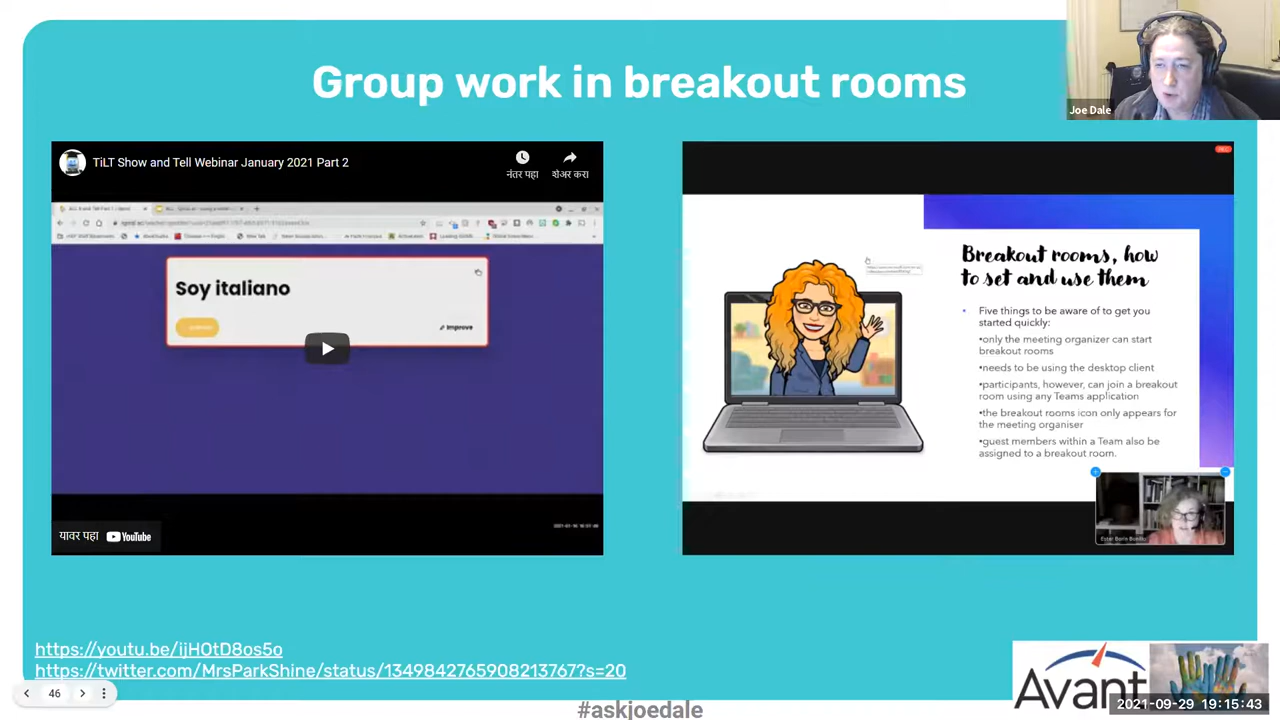 Group work in breakout rooms
Joe Dale
TiLT Show and Tell Webinar January 2021 Part 2
नंतर पहा
शेअर करा
Soy italiano
Improve
यावर पहा
YouTube
Breakout rooms, how
to set and use them
• Five things to be aware of to get you
started quickly:
•only the meeting organizer can start
breakout rooms
•needs to be using the desktop client
•participants, however, can join a breakout
room using any Teams application
•the breakout rooms icon only appears for
the meeting organiser
•guest members within a Team also be
assigned to a breakout room.
https://youtu.be/ijHOtD8os5o
https://twitter.com/MrsParkShine/status/1349842765908213767?s=20
46
#askjoedale
Avant
2021-09-29 19:15:43